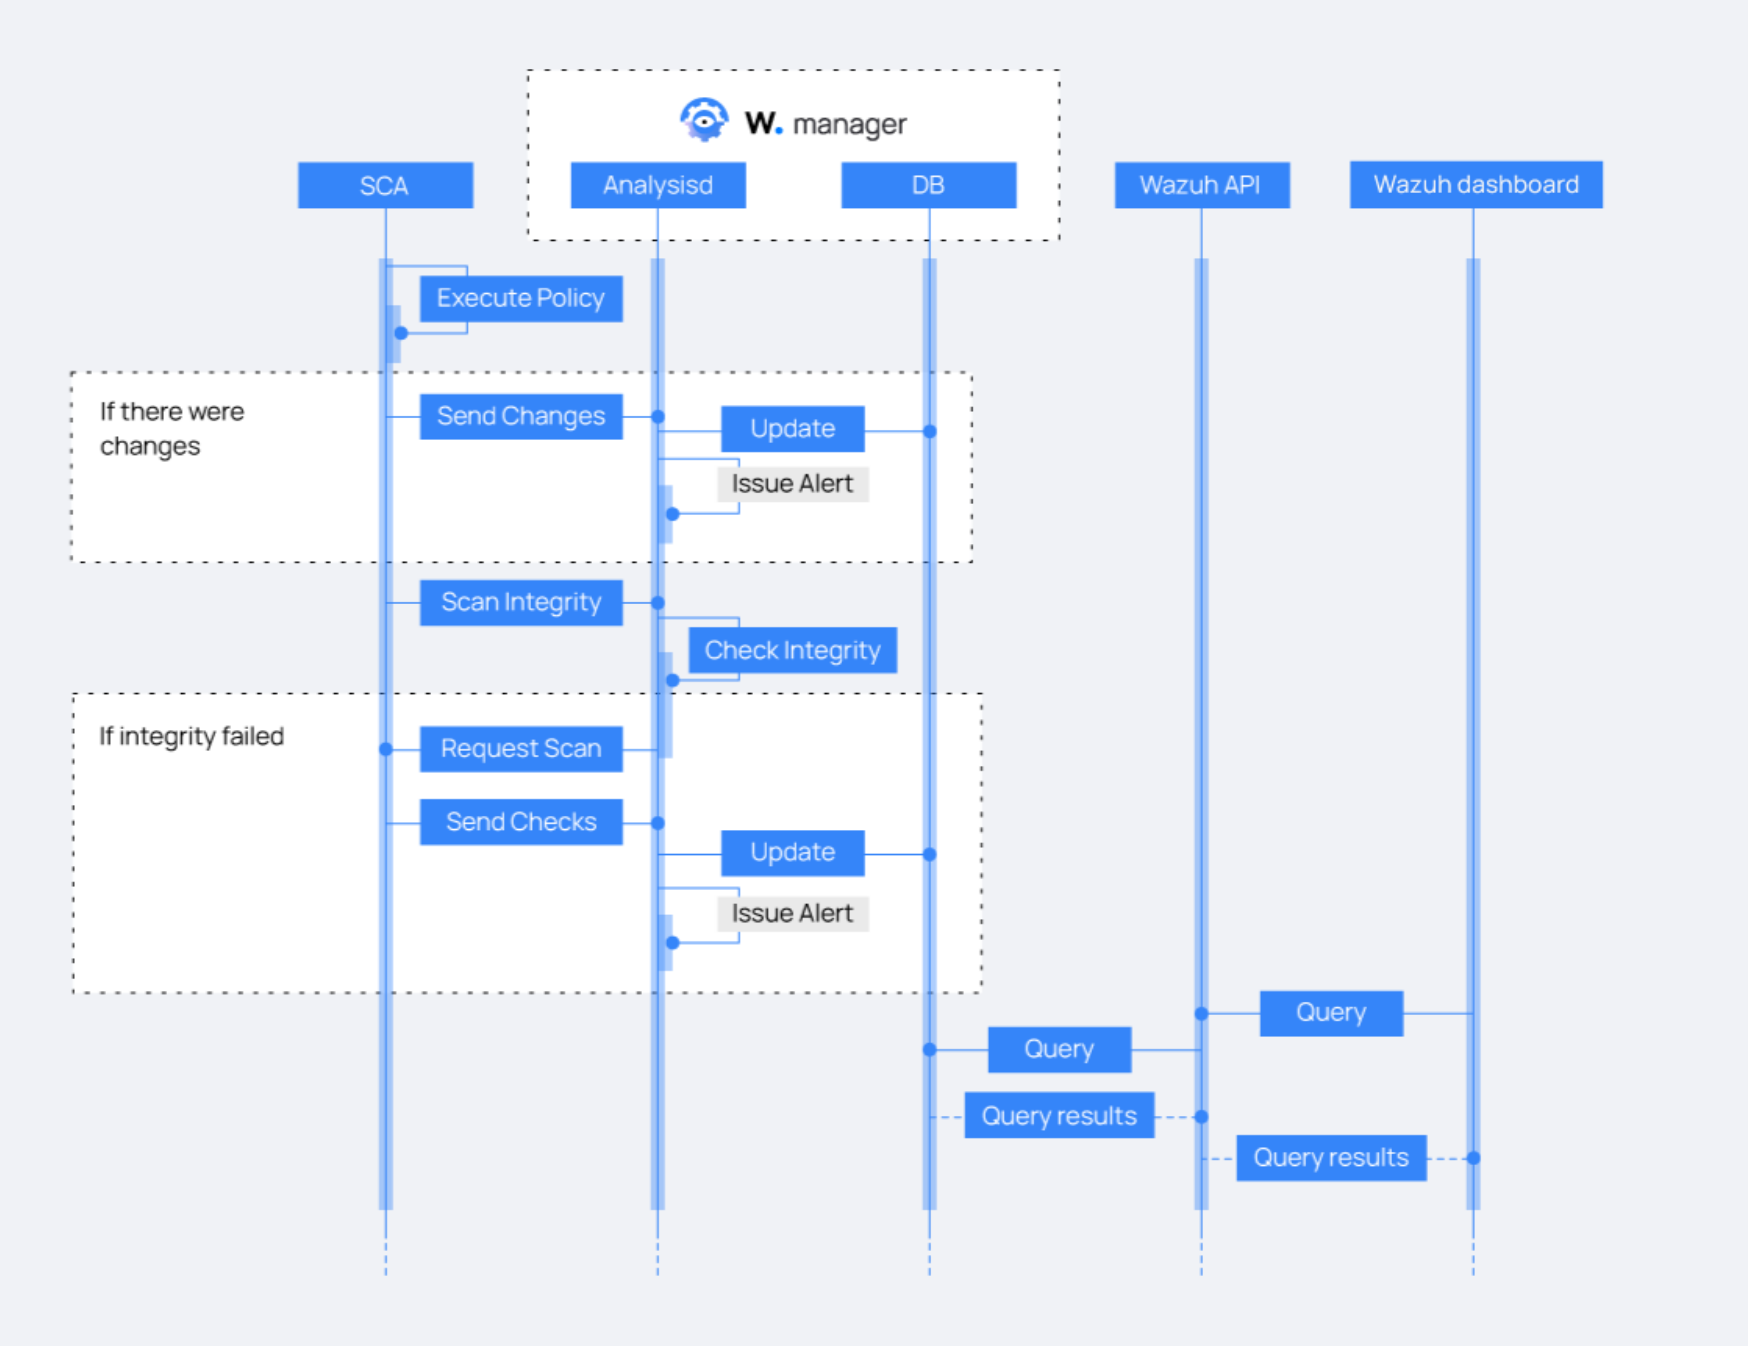 W. manager
SCA
Analysisd
DB
Wazuh API
Wazuh dashboard
Execute Policy
If there were
changes
Send Changes
Update
Issue Alert
Scan Integrity
Check Integrity
If integrity failed
Request Scan
Send Checks
Update
Issue Alert
Query
Query
Query results
Query results